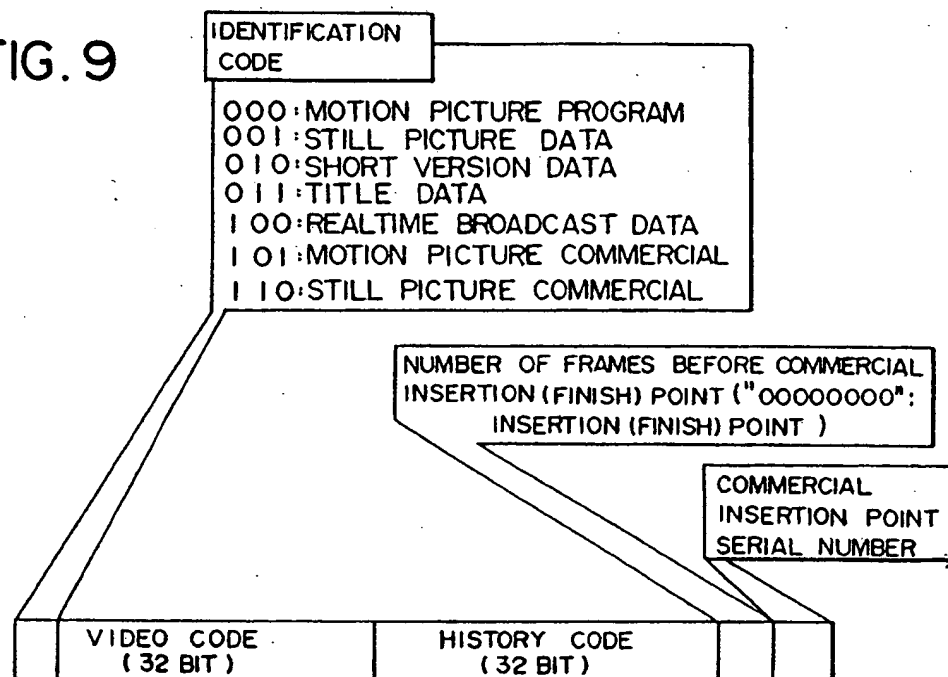 FIG. 9
IDENTIFICATION
CODE
000:MOTION PICTURE PROGRAM
001:STILL PICTURE DATA
010:SHORT VERSION DATA
011:TITLE DATA
100:REALTIME BROADCAST DATA
101:MOTION PICTURE COMMERCIAL
110:STILL PICTURE COMMERCIAL
NUMBER OF FRAMES BEFORE COMMERCIAL
INSERTION (FINISH) POINT ("00000000":
INSERTION (FINISH) POINT )
COMMERCIAL
INSERTION POINT
SERIAL NUMBER
VIDEO CODE
(32 BIT)
HISTORY CODE
(32 BIT)